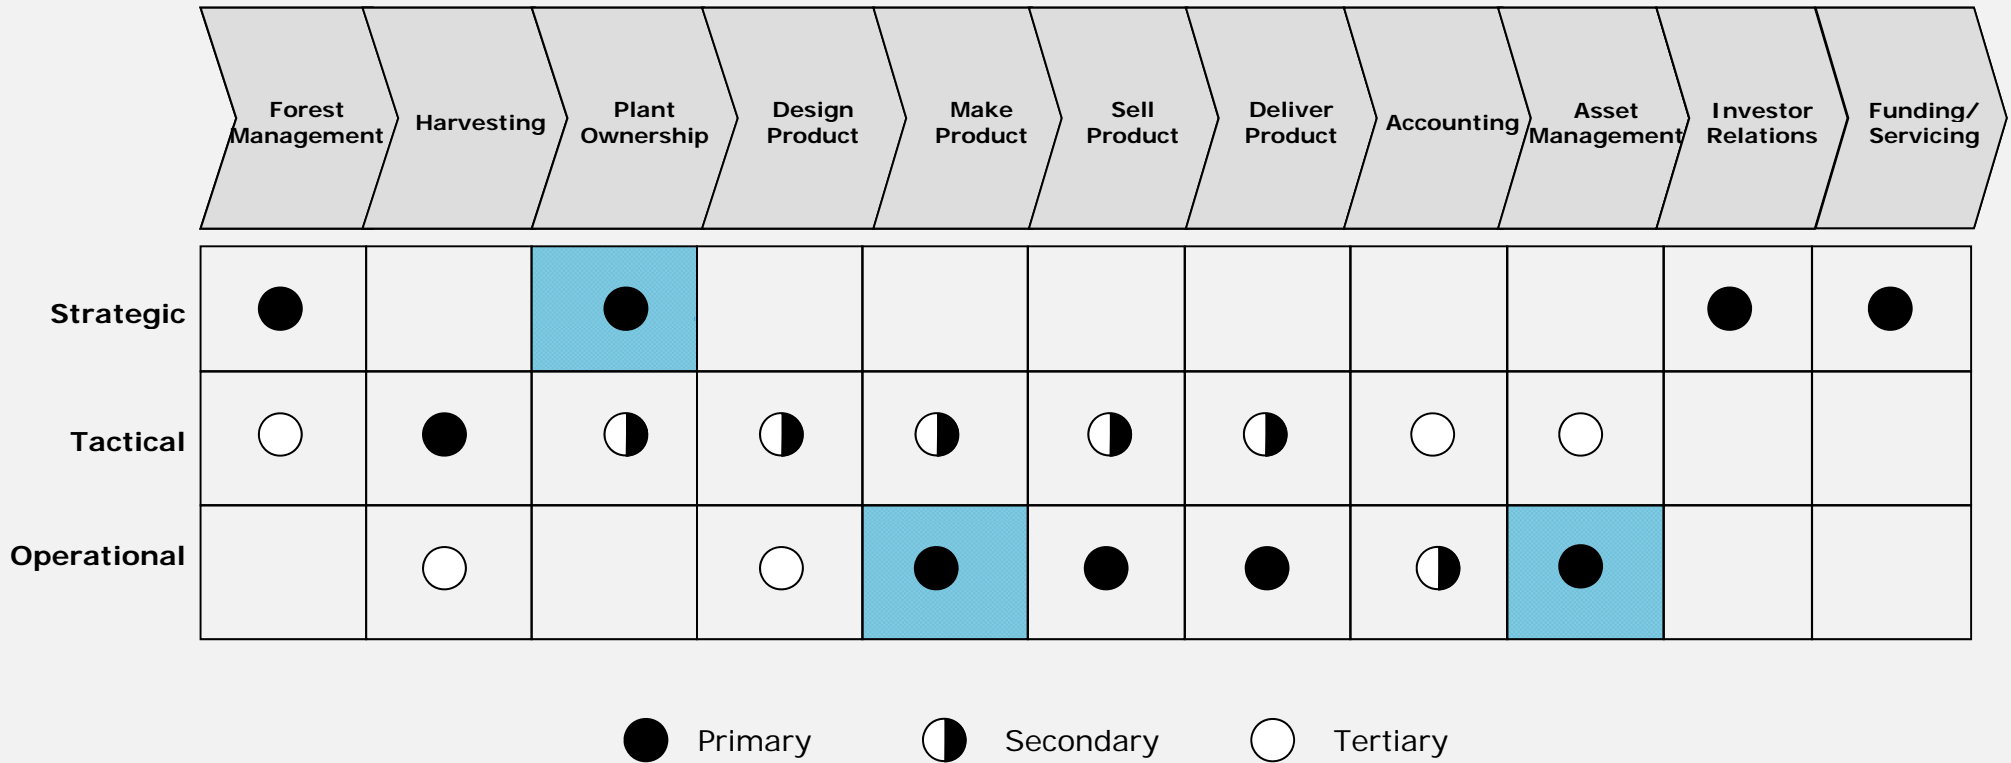 Forest
Management
Harvesting
Plant
Ownership
Design
Product
Make
Product
Sell
Product
Deliver
Product
Accounting
Asset
Management
Investor
Relations
Funding/
Servicing
Strategic
Tactical
Operational
Primary
Secondary
Tertiary